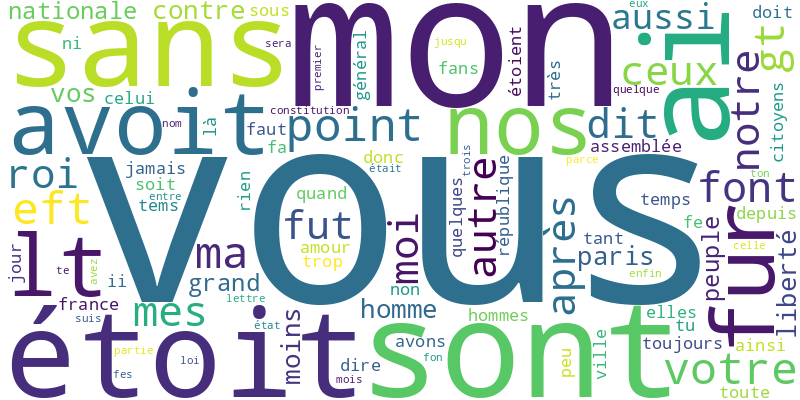 nationale contre sous eux aussi doit
sans mon ai gt
ni sera premier général jusqu fans étoient très ceux quelque
vos celui constitution notre citoyens
avoit nom là faut point nos dit
fa assemblée parce
roi jamais donc était trois font ton
soit entre rien quand quelques république temps depuis
eft tems vous fut autre après fe
amour trop moi tant peuple celle
lt ma paris fur liberté
jour te avez ii grand non enfin
france mes lettre homme hommes elles
suis état moins avons tu toujours ainsi
étoit partie loi dire fon sont peu ville votre
fes mois toute